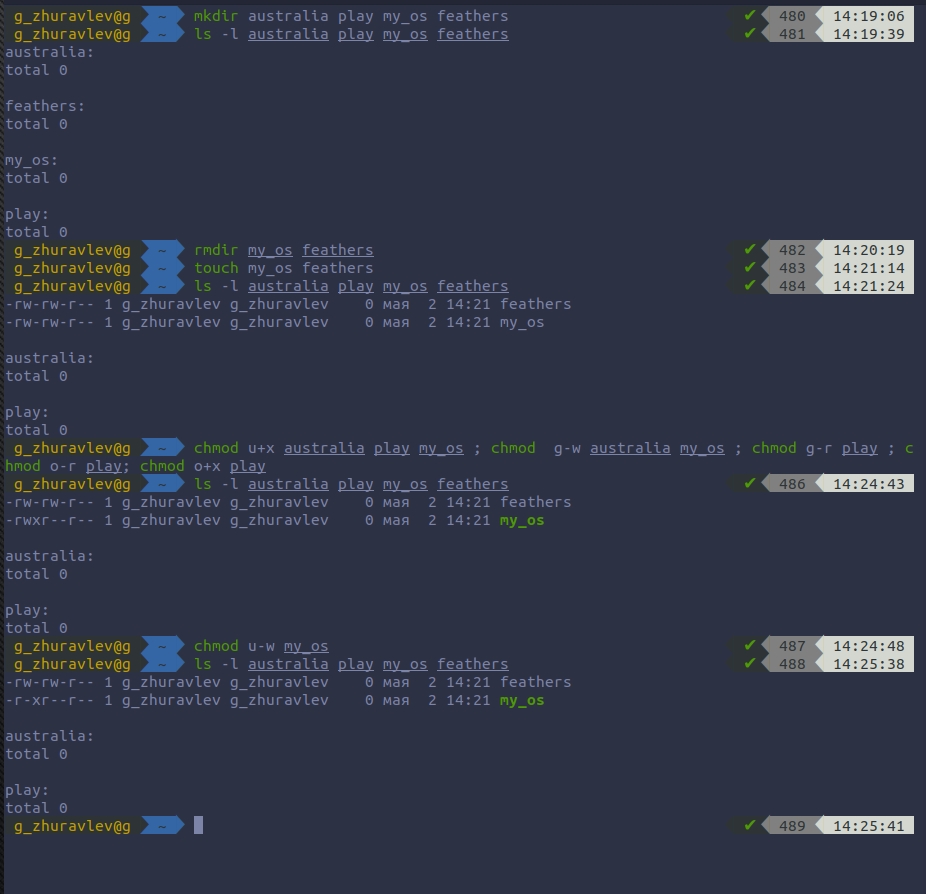 g_zhuravlev@g ~ mkdir australia play my_os feathers ✔ 480 14:19:06
g_zhuravlev@g ~ ls -l australia play my_os feathers ✔ 481 14:19:39
australia:
total 0
feathers:
total 0
my_os:
total 0
play:
total 0
g_zhuravlev@g ~ rmdir my_os feathers ✔ 482 14:20:19
g_zhuravlev@g ~ touch my_os feathers ✔ 483 14:21:14
g_zhuravlev@g ~ ls -l australia play my_os feathers ✔ 484 14:21:24
-rw-rw-r-- 1 g_zhuravlev g_zhuravlev    0 мая  2 14:21 feathers
-rw-rw-r-- 1 g_zhuravlev g_zhuravlev    0 мая  2 14:21 my_os
australia:
total 0
play:
total 0
g_zhuravlev@g ~ chmod u+x australia play my_os ; chmod  g-w australia my_os ; chmod g-r play ; c
hmod o-r play; chmod o+x play
g_zhuravlev@g ~ ls -l australia play my_os feathers ✔ 486 14:24:43
-rw-rw-r-- 1 g_zhuravlev g_zhuravlev    0 мая  2 14:21 feathers
-rwxr--r-- 1 g_zhuravlev g_zhuravlev    0 мая  2 14:21 my_os
australia:
total 0
play:
total 0
g_zhuravlev@g ~ chmod u-w my_os ✔ 487 14:24:48
g_zhuravlev@g ~ ls -l australia play my_os feathers ✔ 488 14:25:38
-rw-rw-r-- 1 g_zhuravlev g_zhuravlev    0 мая  2 14:21 feathers
-r-xr--r-- 1 g_zhuravlev g_zhuravlev    0 мая  2 14:21 my_os
australia:
total 0
play:
total 0
g_zhuravlev@g ~ ✔ 489 14:25:41